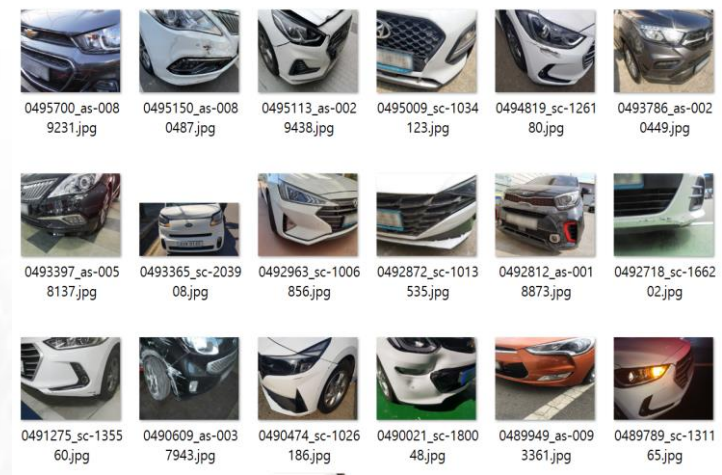 0495700_as-008
9231.jpg
0495150_as-008
0487.jpg
0495113_as-002
9438.jpg
0495009_sc-1034
123.jpg
0494819_sc-1261
80.jpg
0493786_as-002
0449.jpg
0493397_as-005
8137.jpg
0493365_sc-2039
08.jpg
0492963_sc-1006
856.jpg
0492872_sc-1013
535.jpg
0492812_as-001
8873.jpg
0492718_sc-1662
02.jpg
0491275_sc-1355
60.jpg
0490609_as-003
7943.jpg
0490474_sc-1026
186.jpg
0490021_sc-1800
48.jpg
0489949_as-009
3361.jpg
0489789_sc-1311
65.jpg